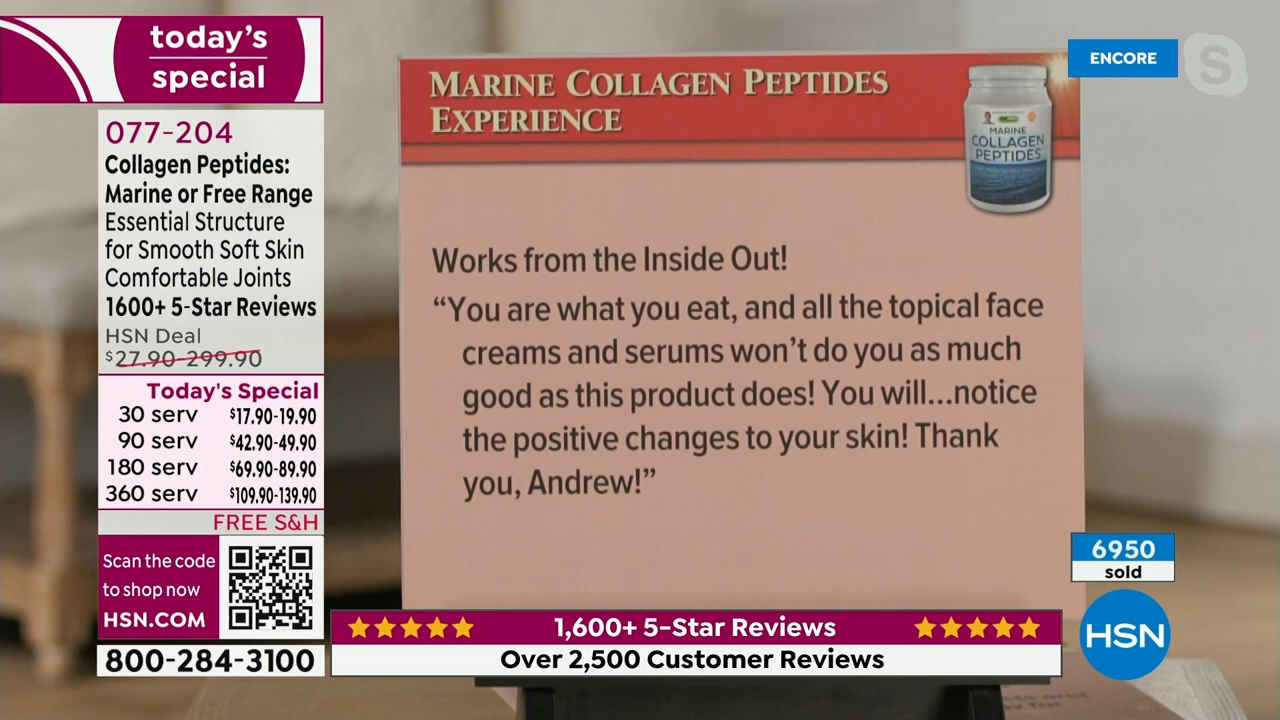 today's
special
077-204
Collagen Peptides:
Marine or Free Range
Essential Structure
for Smooth Soft Skin
Comfortable Joints
1600+ 5-Star Reviews
HSN Deal
$27.90-299.90
Today's Special
30 serv $17.90-19.90
90 serv $42.90-49.90
180 serv $69.90-89.90
360 serv $109.90-139.90
FREE S&H
Scan the code
to shop now
HSN.COM
800-284-3100
MARINE COLLAGEN PEPTIDES
EXPERIENCE
MARINE
COLLAGEN
PEPTIDES
Works from the Inside Out!
“You are what you eat, and all the topical face
creams and serums won't do you as much
good as this product does! You will...notice
the positive changes to your skin! Thank
you, Andrew!”
ENCORE
S
6950
sold
HSN
1,600+ 5-Star Reviews
Over 2,500 Customer Reviews